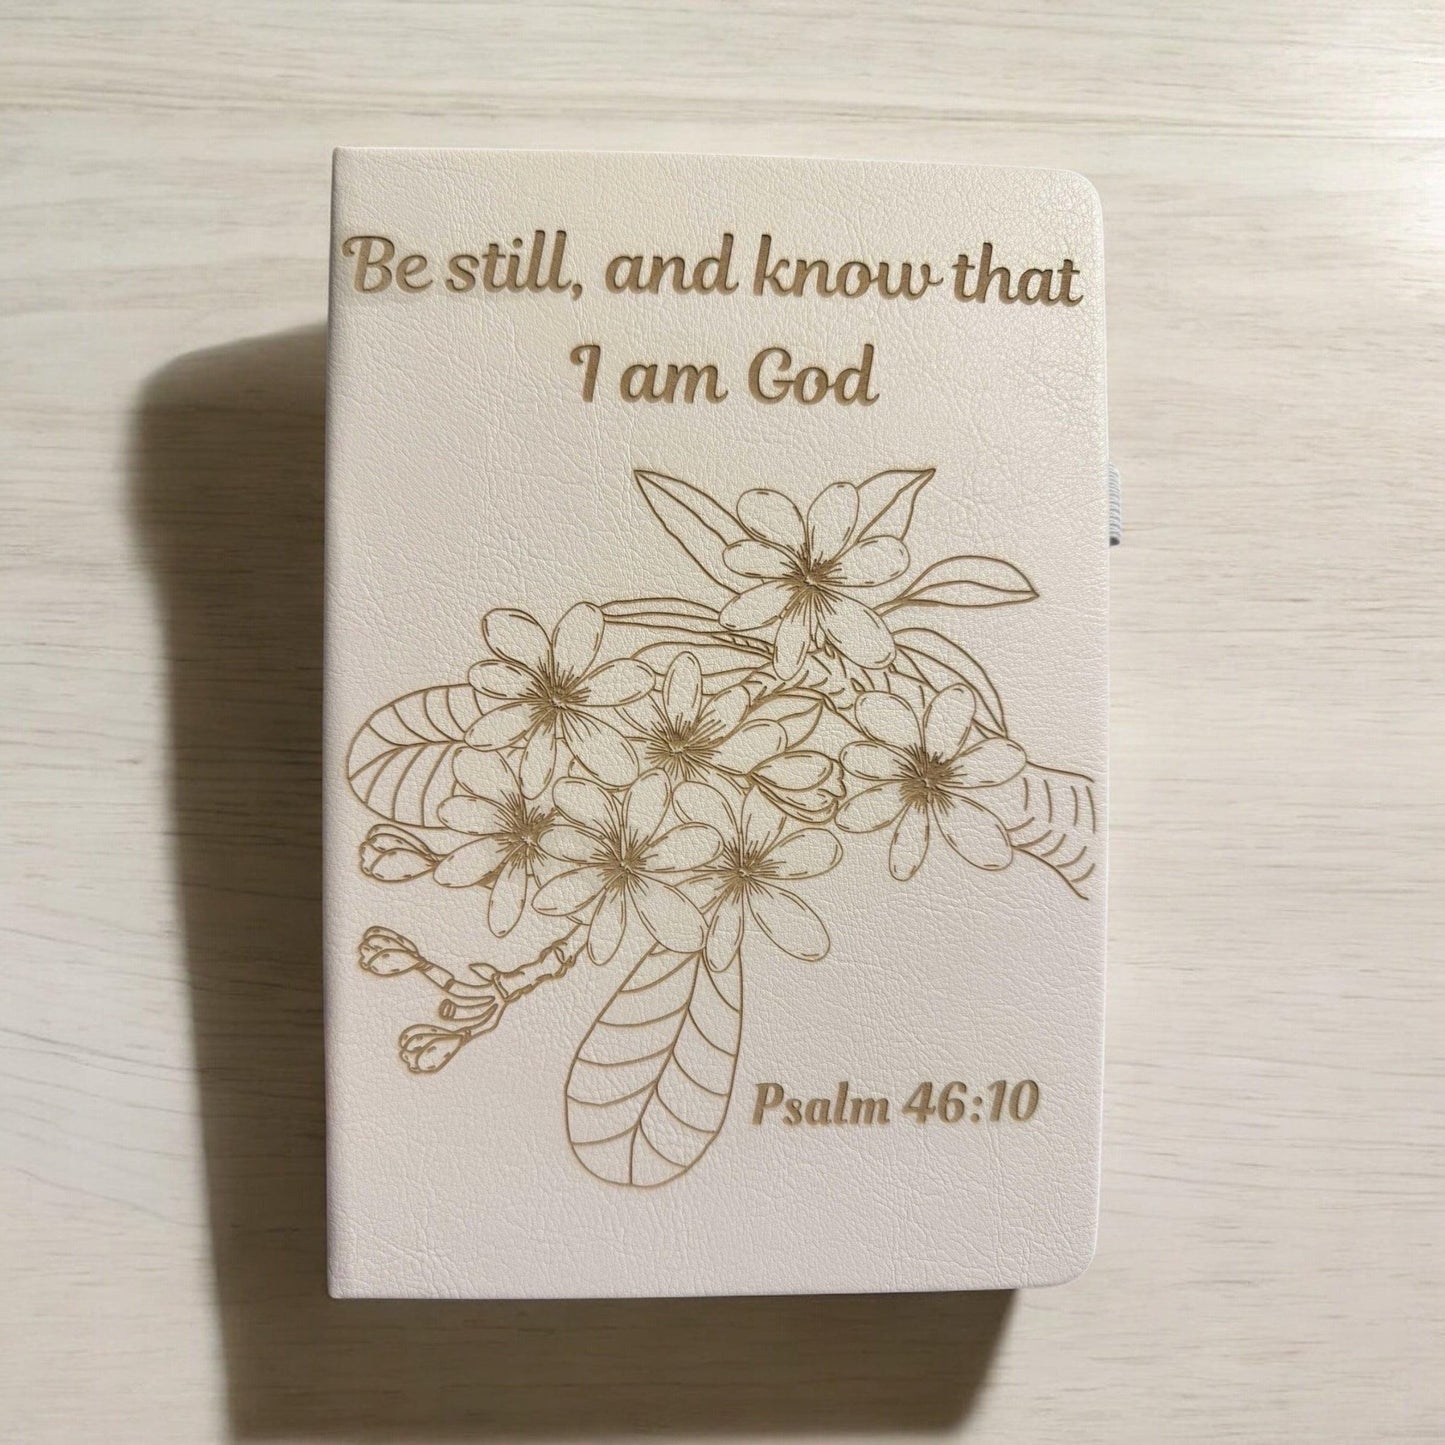 Be still, and know that
I am God
Psalm 46:10